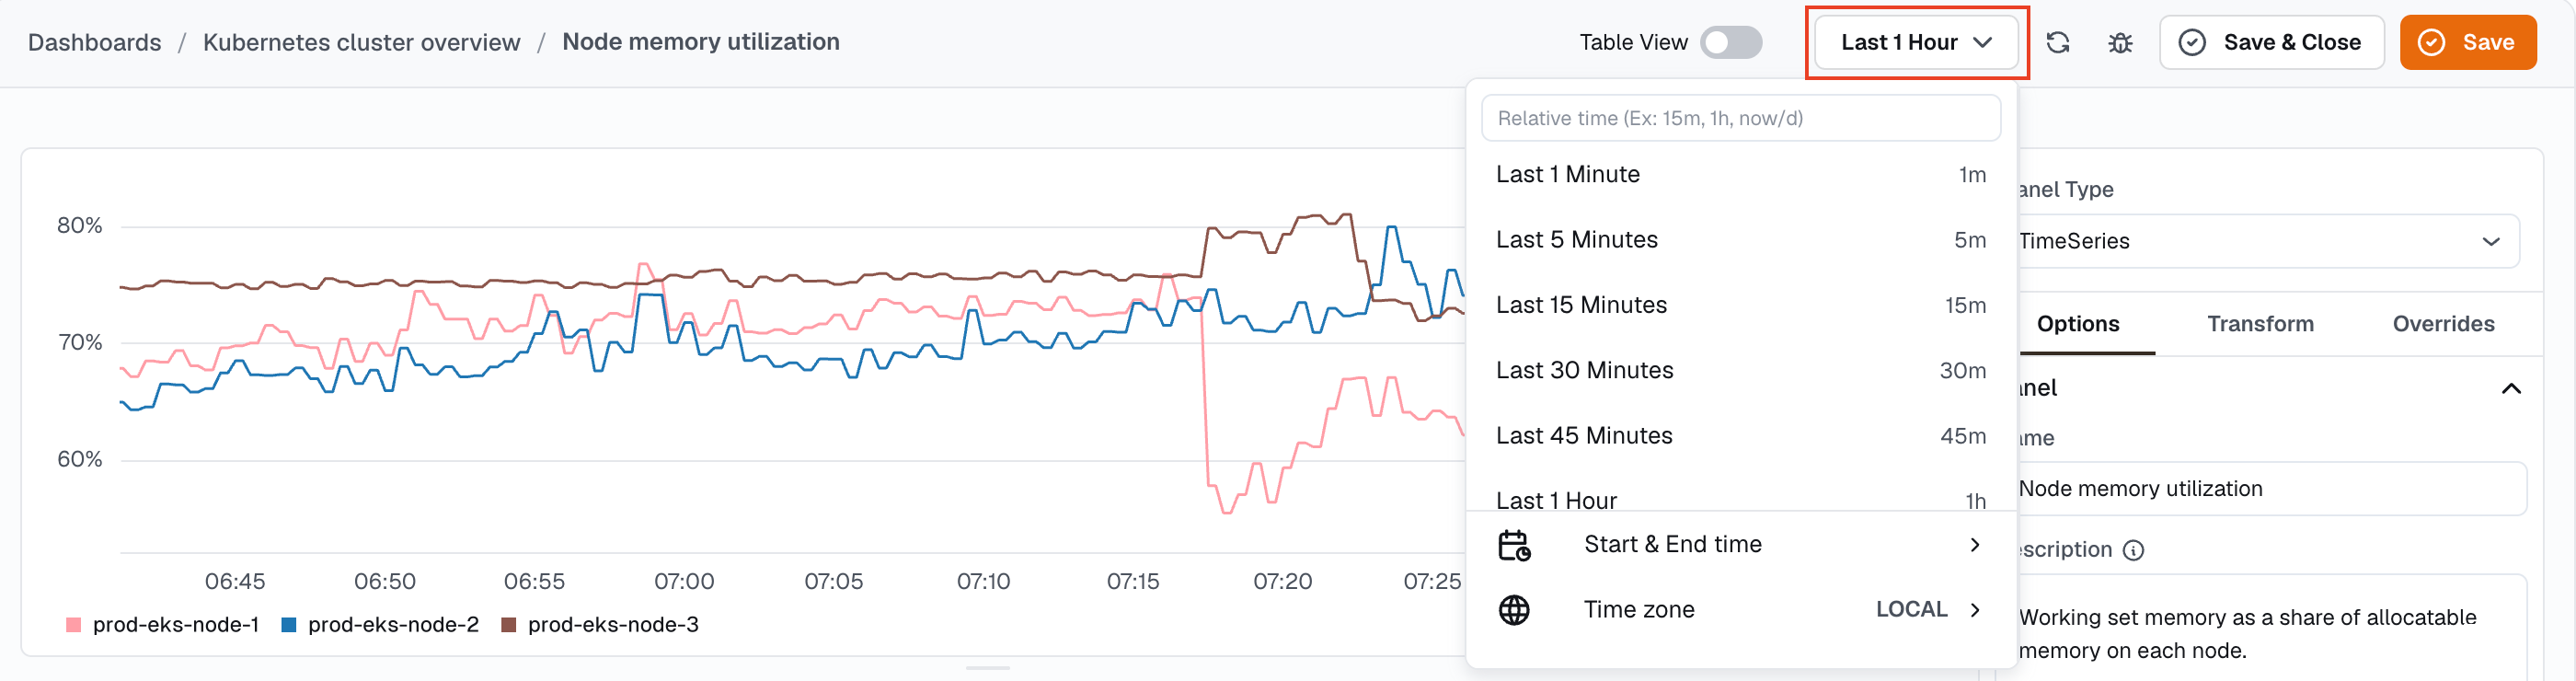 Dashboards / Kubernetes cluster overview / Node memory utilization
Table View
Last 1 Hour
Save & Close
Save
Relative time (Ex: 15m, 1h, now/d)
Last 1 Minute 1m
Last 5 Minutes 5m
Last 15 Minutes 15m
Last 30 Minutes 30m
Last 45 Minutes 45m
Last 1 Hour 1h
Start & End time
Time zone LOCAL
80%
70%
60%
06:45 06:50 06:55 07:00 07:05 07:10 07:15 07:20 07:25
prod-eks-node-1 prod-eks-node-2 prod-eks-node-3
anel Type
TimeSeries
Options Transform Overrides
nel
me
Node memory utilization
scription
Working set memory as a share of allocatable
memory on each node.